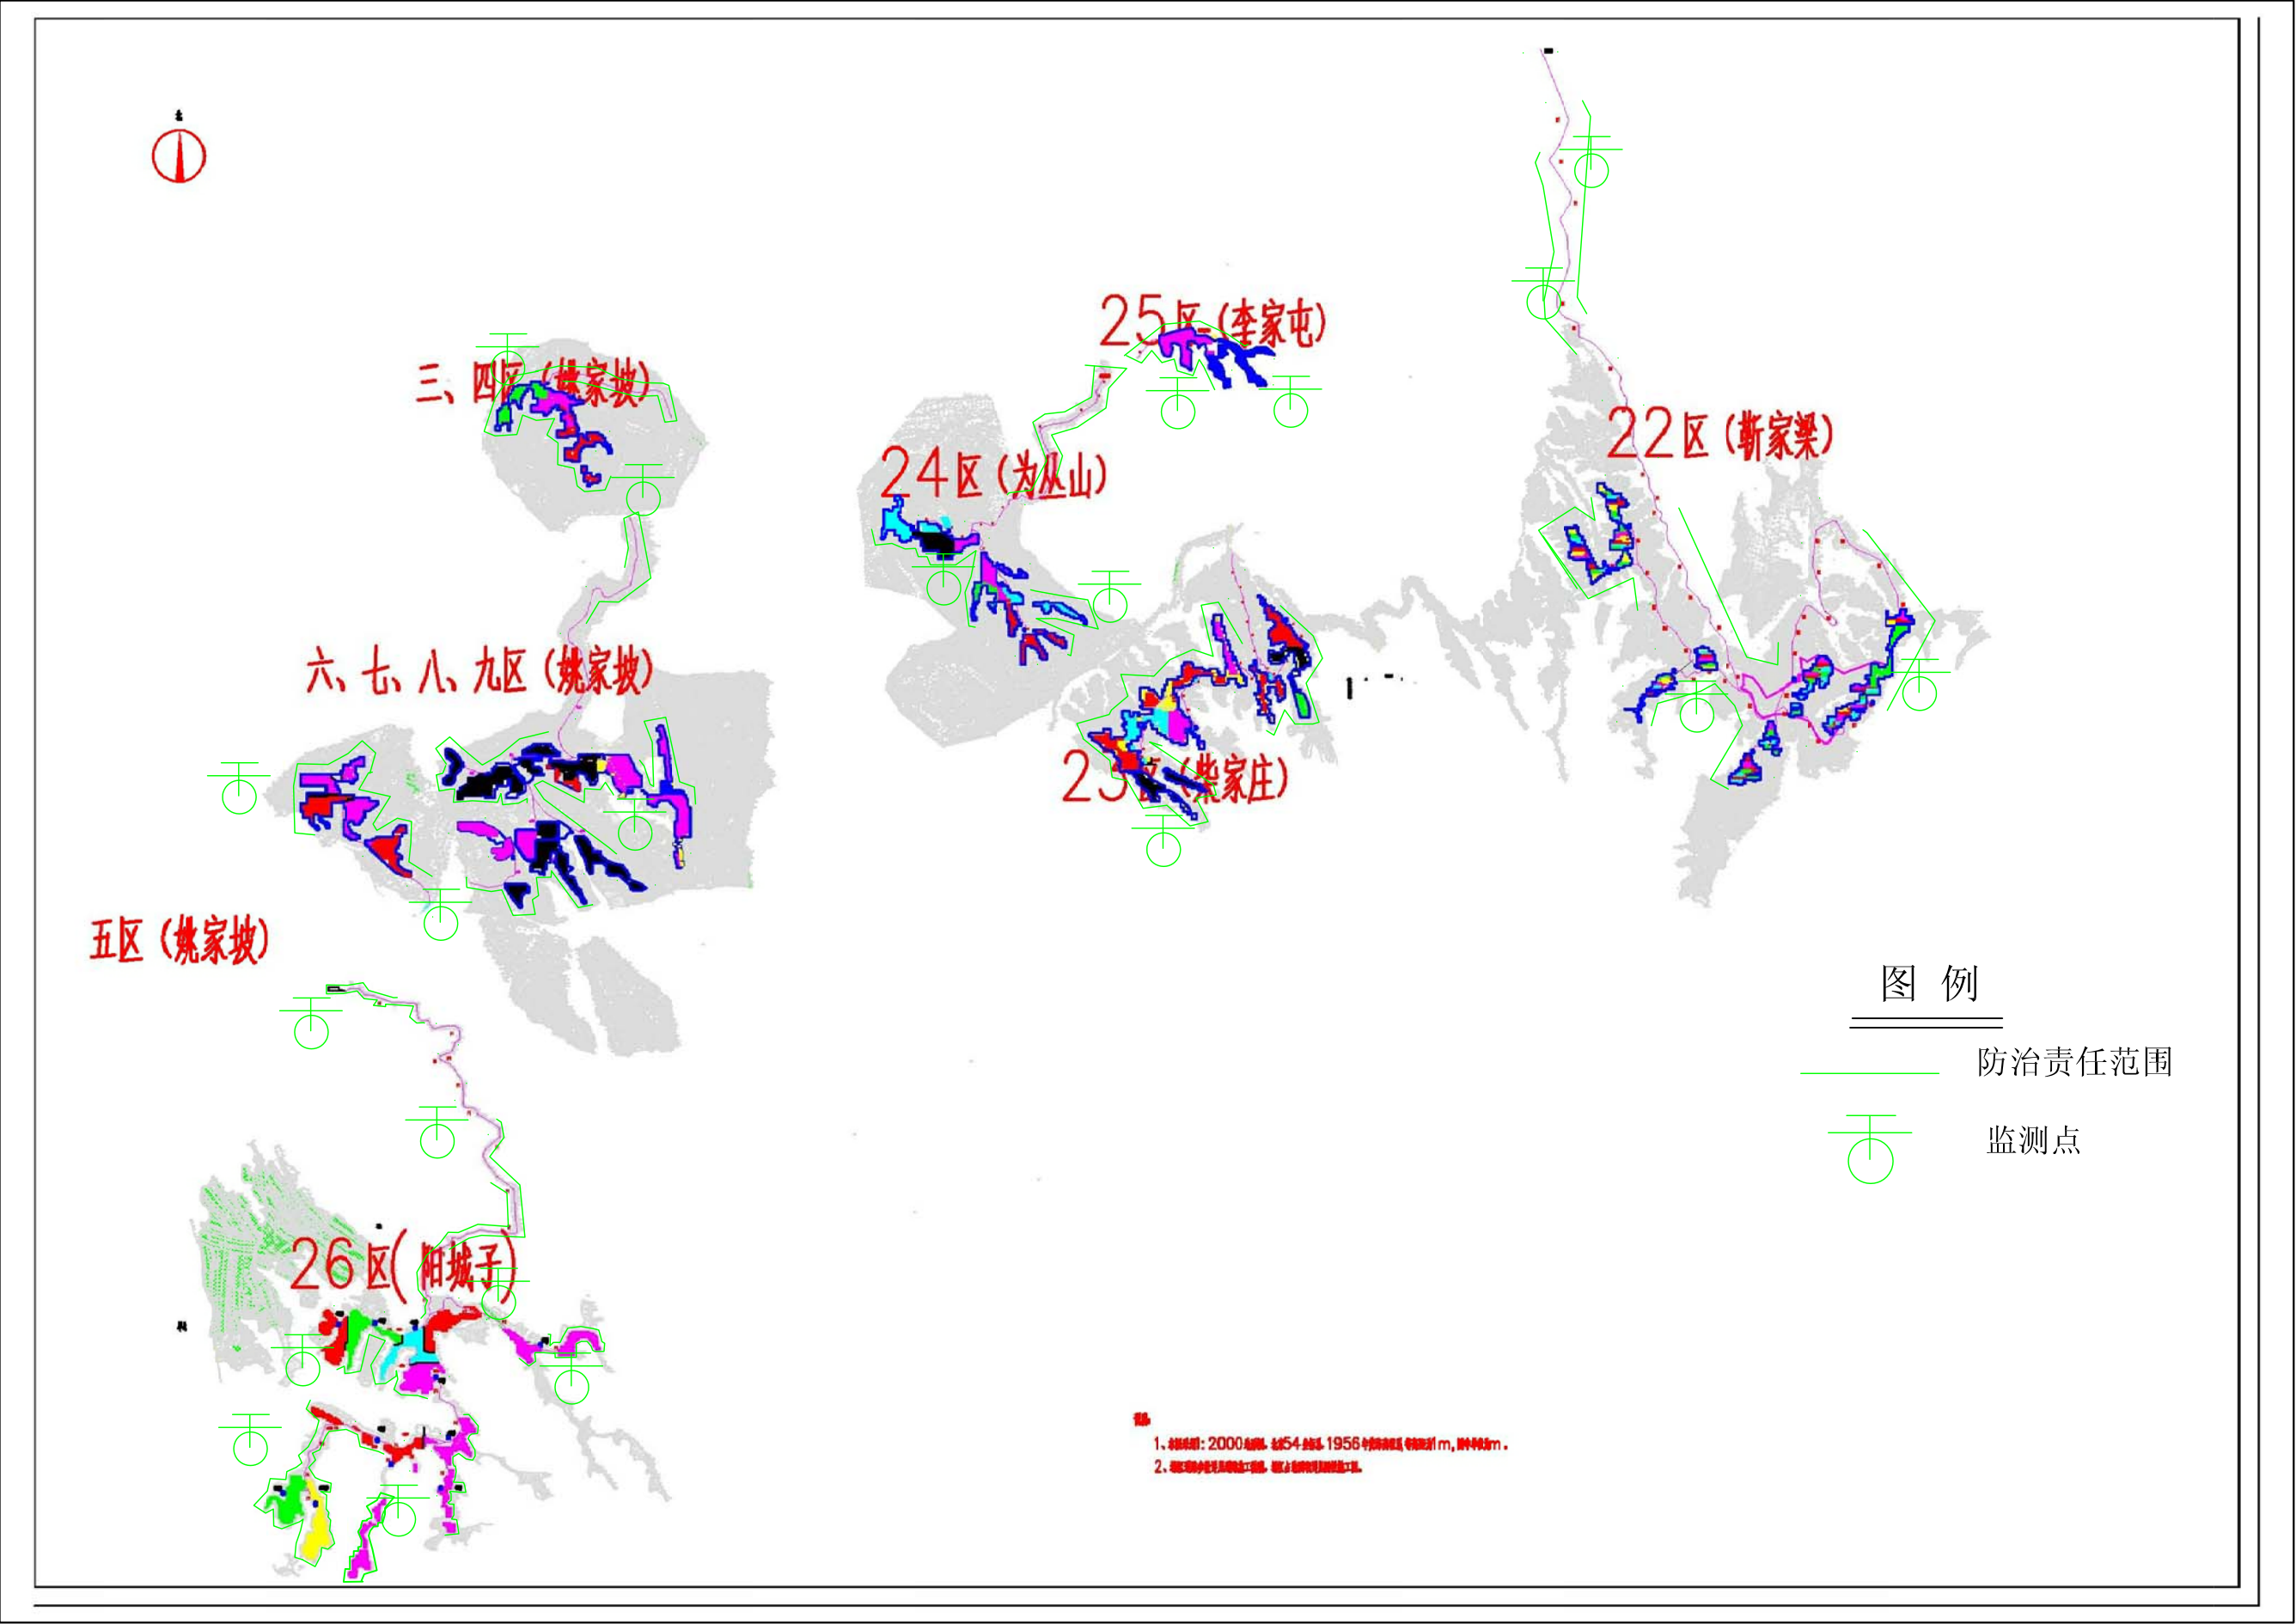 北
25区(李家屯)
三、四区(姚家坡)
22区(靳家梁)
24区(为丛山)
六、七、八、九区(姚家坡)
23区(柴家庄)
五区(姚家坡)
图 例
防治责任范围
监测点
26区(阳城子)